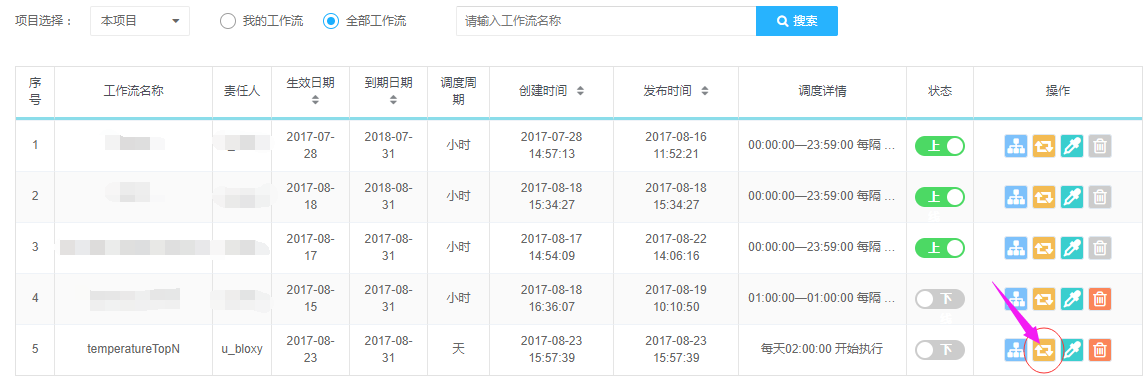 项目选择： 本项目 我的工作流 全部工作流 请输入工作流名称 搜索
序号 工作流名称 责任人 生效日期 到期日期 调度周期 创建时间 发布时间 调度详情 状态 操作
1 2017-07-28 2018-07-31 小时 2017-07-28 14:57:13 2017-08-16 11:52:21 00:00:00—23:59:00 每隔 ... 上
2 2017-08-18 2018-08-31 小时 2017-08-18 15:34:27 2017-08-18 15:34:27 00:00:00—23:59:00 每隔 ... 上
3 2017-08-17 2017-08-31 小时 2017-08-17 14:54:09 2017-08-22 14:06:16 00:00:00—23:59:00 每隔 ... 上
4 2017-08-15 2017-08-31 小时 2017-08-18 16:36:07 2017-08-19 10:10:50 01:00:00—01:00:00 每隔 ... 下
5 temperatureTopN u_bloxy 2017-08-23 2017-08-31 天 2017-08-23 15:57:39 2017-08-23 15:57:39 每天02:00:00 开始执行 下